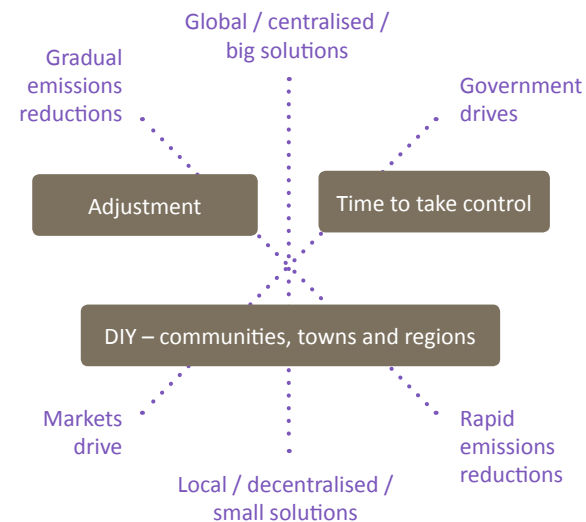 Global / centralised /
big solutions
Gradual
emissions
reductions
Government
drives
Adjustment
Time to take control
DIY – communities, towns and regions
Markets
drive
Rapid
emissions
reductions
Local / decentralised /
small solutions